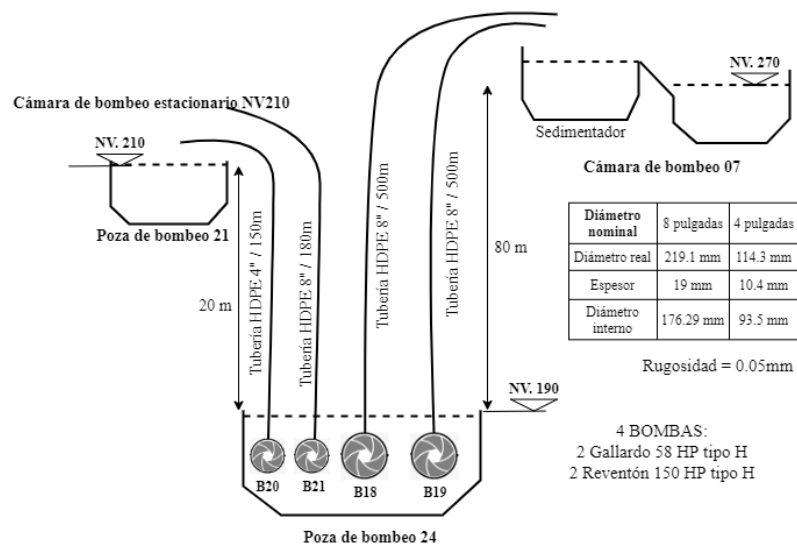 Cámara de bombeo estacionario NV210
NV. 210
Poza de bombeo 21
20 m
Tubería HDPE 4" / 150m
Tubería HDPE 8" / 180m
Tubería HDPE 8" / 500m
Tubería HDPE 8" / 500m
80 m
NV. 270
Sedimentador
Cámara de bombeo 07
Diámetro nominal 8 pulgadas 4 pulgadas
Diámetro real 219.1 mm 114.3 mm
Espesor 19 mm 10.4 mm
Diámetro interno 176.29 mm 93.5 mm
Rugosidad = 0.05mm
NV. 190
4 BOMBAS:
2 Gallardo 58 HP tipo H
2 Reventón 150 HP tipo H
B20 B21 B18 B19
Poza de bombeo 24